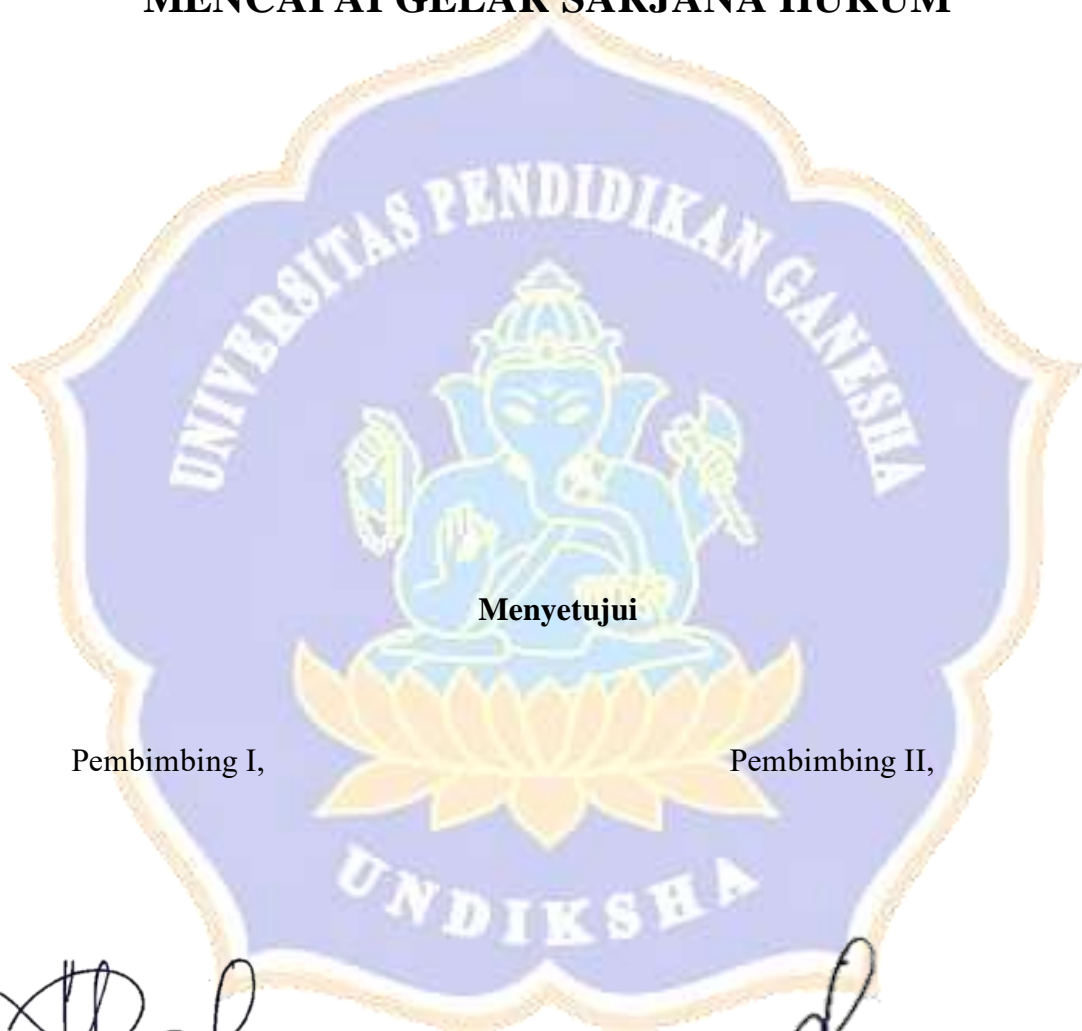 MENCAPAI GELAR SARJANA HUKUM
UNIVERSITAS PENDIDIKAN GANESHA
Menyetujui
Pembimbing I,
Pembimbing II,
UNDIKSHA